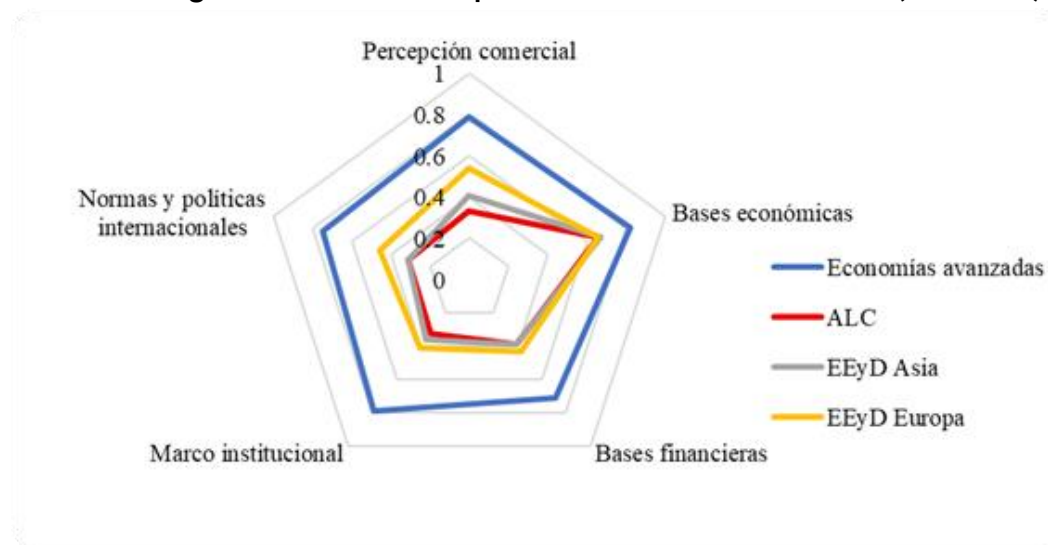 Percepción comercial
1
0.8
0.6
0.4
0.2
0
Normas y políticas
internacionales
Bases económicas
Marco institucional
Bases financieras
Economías avanzadas
ALC
EEyD Asia
EEyD Europa